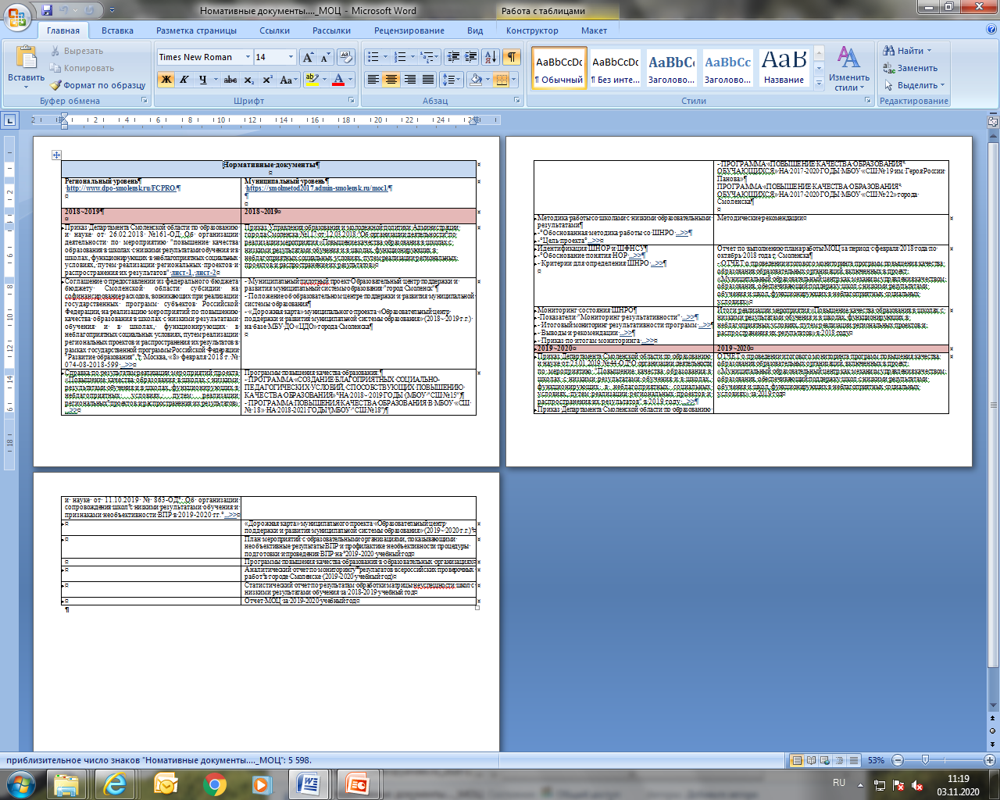 Номативные документы...._МОЦ - Microsoft Word
Работа с таблицами
Главная Вставка Разметка страницы Ссылки Рассылки Рецензирование Вид Конструктор Макет
Вставить
Вырезать
Копировать
Формат по образцу
Буфер обмена
Times New Roman 14
Ж К Ч abc x₂ x² Aa
Шрифт
Абзац
AaBbCcDc AaBbCcDc AaBbC AaBbCc AaB
¶ Обычный ¶ Без инте... Заголово... Заголово... Название
Изменить стили
Стили
Найти
Заменить
Выделить
Редактирование
2 2 4 6 8 10 12 14 16 18 20 22 24
Нормативные документы¶
Региональный уровень¶
http://www.dpo-smolensk.ru/FCPRO/¶
Муниципальный уровень¶
https://smolmetod2017.admin-smolensk.ru/moc1/¶
2018-2019¶
2018-2019
Приказ Департамента Смоленской области по образованию
и науке от 26.02.2018 №161-ОД "Об организации
деятельности по мероприятию "повышение качества
образования в школах с низкими результатами обучения и в
школах, функционирующих в неблагоприятных социальных
условиях, путем реализации региональных проектов и
распространения их результатов" лист-1, лист-2
Приказ Управления образования и молодежной политики Администрации
города Смоленска №117 от 12.03.2018 "Об организации деятельности по
реализации мероприятия «Повышение качества образования в школах с
низкими результатами обучения и в школах, функционирующих в
неблагоприятных социальных условиях, путем реализации региональных
проектов и распространение их результатов»
Соглашение о предоставлении из федерального бюджета
бюджету Смоленской области субсидии на
софинансирование расходов, возникающих при реализации
государственных программ субъектов Российской
Федерации, на реализацию мероприятий по повышению
качества образования в школах с низкими результатами
обучения и в школах, функционирующих в
неблагоприятных социальных условиях, путем реализации
региональных проектов и распространения их результатов в
рамках государственной программы Российской Федерации
"Развитие образования", г. Москва, «8» февраля 2018 г. №
074-08-2018-599 ...>>
- Муниципальный пилотный проект Образовательный центр поддержки и
развития муниципальной системы образования "город Смоленск"¶
- Положение об образовательном центре поддержки и развития муниципальной
системы образования¶
- «Дорожная карта» муниципального проекта «Образовательный центр
поддержки и развития муниципальной системы образования» (2018 - 2019 г.г.)
на базе МБУ ДО «ЦДО» города Смоленска¶
Справка по результатам реализации мероприятий проекта
«Повышение качества образования в школах с низкими
результатами обучения и в школах, функционирующих в
неблагоприятных условиях, путем реализации
региональных проектов и распространения их результатов»
...>>
Программы повышения качества образования ¶
- ПРОГРАММА «СОЗДАНИЕ БЛАГОПРИЯТНЫХ СОЦИАЛЬНО-
ПЕДАГОГИЧЕСКИХ УСЛОВИЙ, СПОСОБСТВУЮЩИХ ПОВЫШЕНИЮ
КАЧЕСТВА ОБРАЗОВАНИЯ» НА 2018 - 2019 ГОДЫ (МБОУ "СШ №15")¶
- ПРОГРАММА ПОВЫШЕНИЯ КАЧЕСТВА ОБРАЗОВАНИЯ В МБОУ «СШ
№18» НА 2018-2021 ГОДЫ (МБОУ "СШ №18")¶
- ПРОГРАММА «ПОВЫШЕНИЕ КАЧЕСТВА ОБРАЗОВАНИЯ
ОБУЧАЮЩИХСЯ» НА 2017-2020 ГОДЫ МБОУ «СШ № 19 им. Героя России
Панова»¶
ПРОГРАММА «ПОВЫШЕНИЕ КАЧЕСТВА ОБРАЗОВАНИЯ
ОБУЧАЮЩИХСЯ» НА 2017-2020 ГОДЫ МБОУ «СШ № 22» города
Смоленска¶
Методика работы со школами с низкими образовательными
результатами¶
- Обоснованная методика работы со ШНРО ...>>¶
- "Цель проекта" ...>>
Методические рекомендации
Идентификация ШНОР и ШФНСУ¶
- Обоснование понятия НОР ...>>¶
- Критерии для определения ШНРО ...>>¶
Отчет по выполнению плана работы МОЦ за период с февраля 2018 года по
октябрь 2018 года г. Смоленска¶
- ОТЧЕТ о проведении итогового мониторинга программ повышения качества
образования образовательных организаций, включенных в проект
«Муниципальный образовательный центр как механизм управления качеством
образования, обеспечивающий поддержку школ с низкими результатами
обучения и школ, функционирующих в неблагоприятных социальных
условиях»
Мониторинг состояния ШНРО¶
- Показатели "Мониторинг результативности" ...>>¶
- Итоговый мониторинг результативности программ ...>>¶
- Выводы и рекомендации ...>>¶
- Приказ по итогам мониторинга ...>>
Итоги реализации мероприятия «Повышение качества образования в школах с
низкими результатами обучения и в школах, функционирующих в
неблагоприятных условиях, путем реализации региональных проектов и
распространения их результатов» в 2018 году
2019-2020
2019-2020
Приказ Департамента Смоленской области по образованию
и науке от 23.01.2019 № 44-ОД "О организации деятельности
по мероприятию "Повышение качества образования в
школах с низкими результатами обучения и в школах,
функционирующих в неблагоприятных социальных
условиях, путем реализации региональных проектов и
распространения их результатов" в 2019 году ...>>¶
ОТЧЕТ о проведении итогового мониторинга программ повышения качества
образования образовательных организаций, включенных в проект
«Муниципальный образовательный центр как механизм управления качеством
образования, обеспечивающий поддержку школ с низкими результатами
обучения и школ, функционирующих в неблагоприятных социальных
условиях» за 2019 год
Приказ Департамента Смоленской области по образованию
и науке от 11.10.2019 № 863-ОД "Об организации
сопровождения школ с низкими результатами обучения и
признаками необъективности ВПР в 2019-2020 гг." ...>>
«Дорожная карта» муниципального проекта «Образовательный центр
поддержки и развития муниципальной системы образования» (2019 - 2020 г.г.)
План мероприятий с образовательными организациями, показывающими
необъективные результаты ВПР и профилактике необъективности процедуры
подготовки и проведения ВПР на 2019-2020 учебный год
Программы повышения качества образования в образовательных организациях
Аналитический отчет по мониторингу результатов всероссийских проверочных
работ в городе Смоленске (2019-2020 учебный год)
Статистический отчет по результатам обработки матрицы неуспешности школ с
низкими результатами обучения за 2018-2019 учебный год
Отчет МОЦ за 2019-2020 учебный год
приблизительное число знаков "Номативные документы...._МОЦ": 5 598.
53%
RU
11:19
03.11.2020